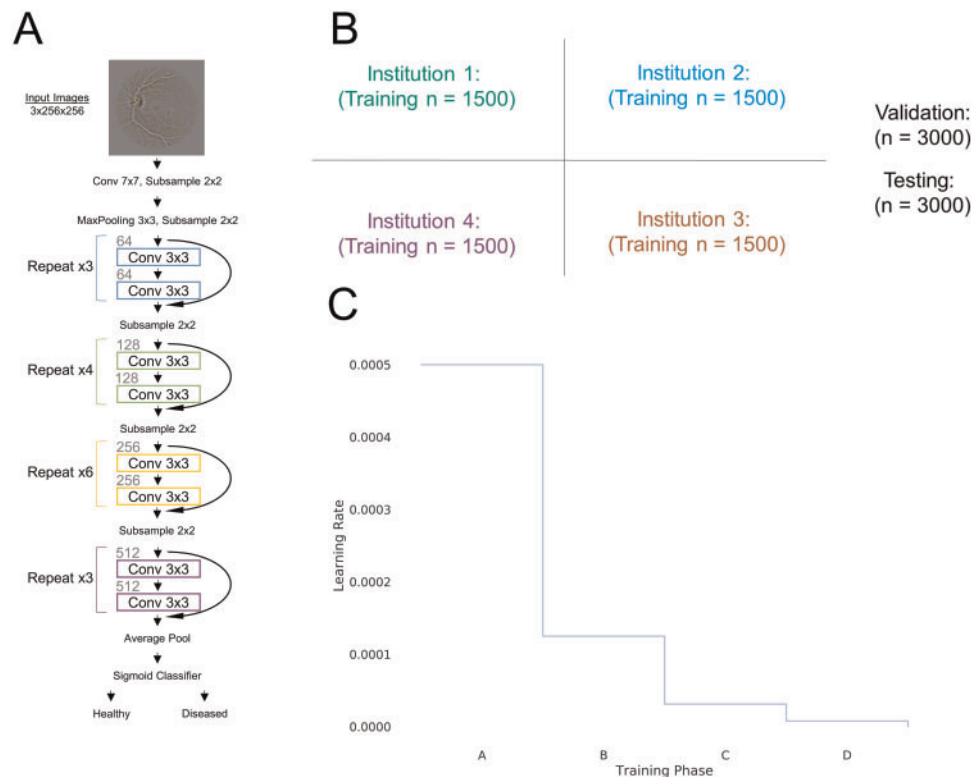 A
Input Images
3x256x256
Conv 7x7, Subsample 2x2
MaxPooling 3x3, Subsample 2x2
Repeat x3
64
Conv 3x3
64
Conv 3x3
Subsample 2x2
Repeat x4
128
Conv 3x3
128
Conv 3x3
Subsample 2x2
Repeat x6
256
Conv 3x3
256
Conv 3x3
Subsample 2x2
Repeat x3
512
Conv 3x3
512
Conv 3x3
Average Pool
Sigmoid Classifier
Healthy Diseased
B
Institution 1:
(Training n = 1500)
Institution 2:
(Training n = 1500)
Institution 4:
(Training n = 1500)
Institution 3:
(Training n = 1500)
Validation:
(n = 3000)
Testing:
(n = 3000)
C
Learning Rate
0.0005
0.0004
0.0003
0.0002
0.0001
0.0000
A B C D
Training Phase